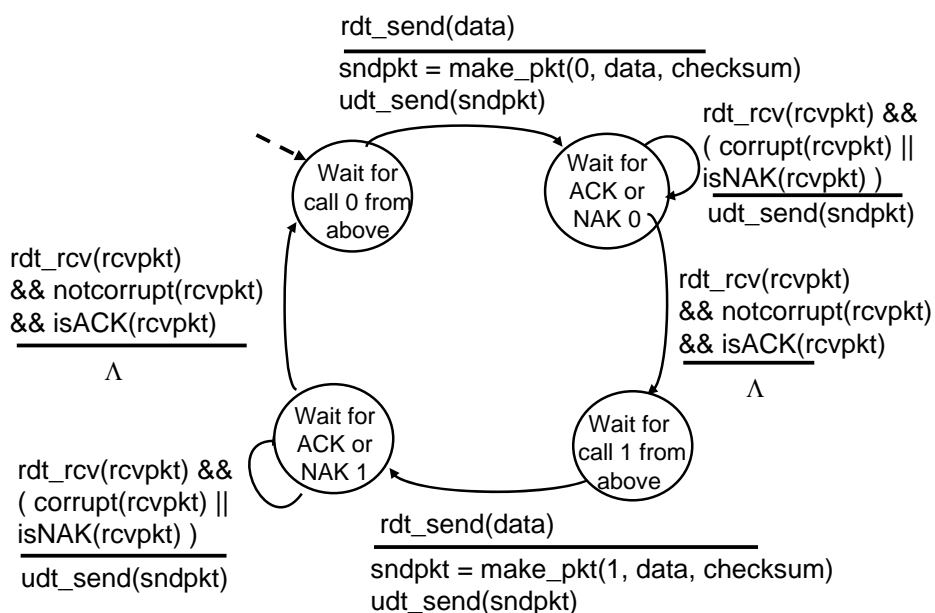 rdt_send(data)
sndpkt = make_pkt(0, data, checksum)
udt_send(sndpkt)
rdt_rcv(rcvpkt) &&
( corrupt(rcvpkt) ||
isNAK(rcvpkt) )
udt_send(sndpkt)
Wait for
call 0 from
above
Wait for
ACK or
NAK 0
rdt_rcv(rcvpkt)
&& notcorrupt(rcvpkt)
&& isACK(rcvpkt)
Λ
rdt_rcv(rcvpkt)
&& notcorrupt(rcvpkt)
&& isACK(rcvpkt)
Λ
Wait for
ACK or
NAK 1
Wait for
call 1 from
above
rdt_rcv(rcvpkt) &&
( corrupt(rcvpkt) ||
isNAK(rcvpkt) )
udt_send(sndpkt)
rdt_send(data)
sndpkt = make_pkt(1, data, checksum)
udt_send(sndpkt)